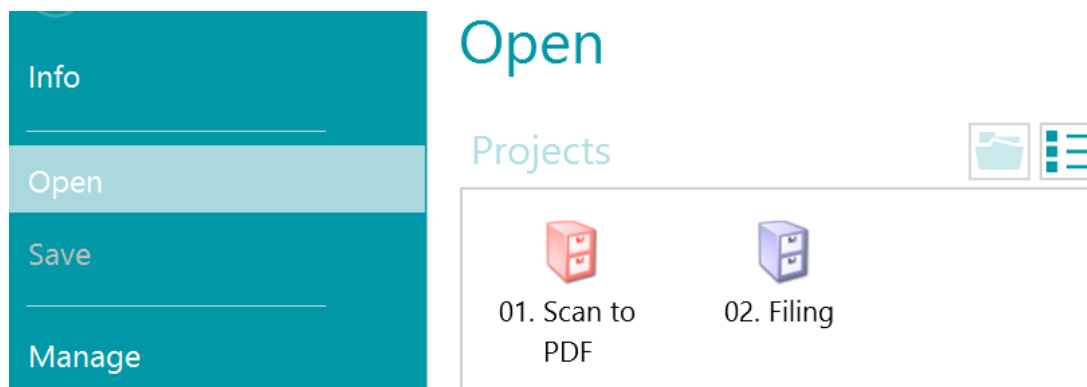 Info
Open
Save
Manage
Open
Projects
01. Scan to
PDF
02. Filing